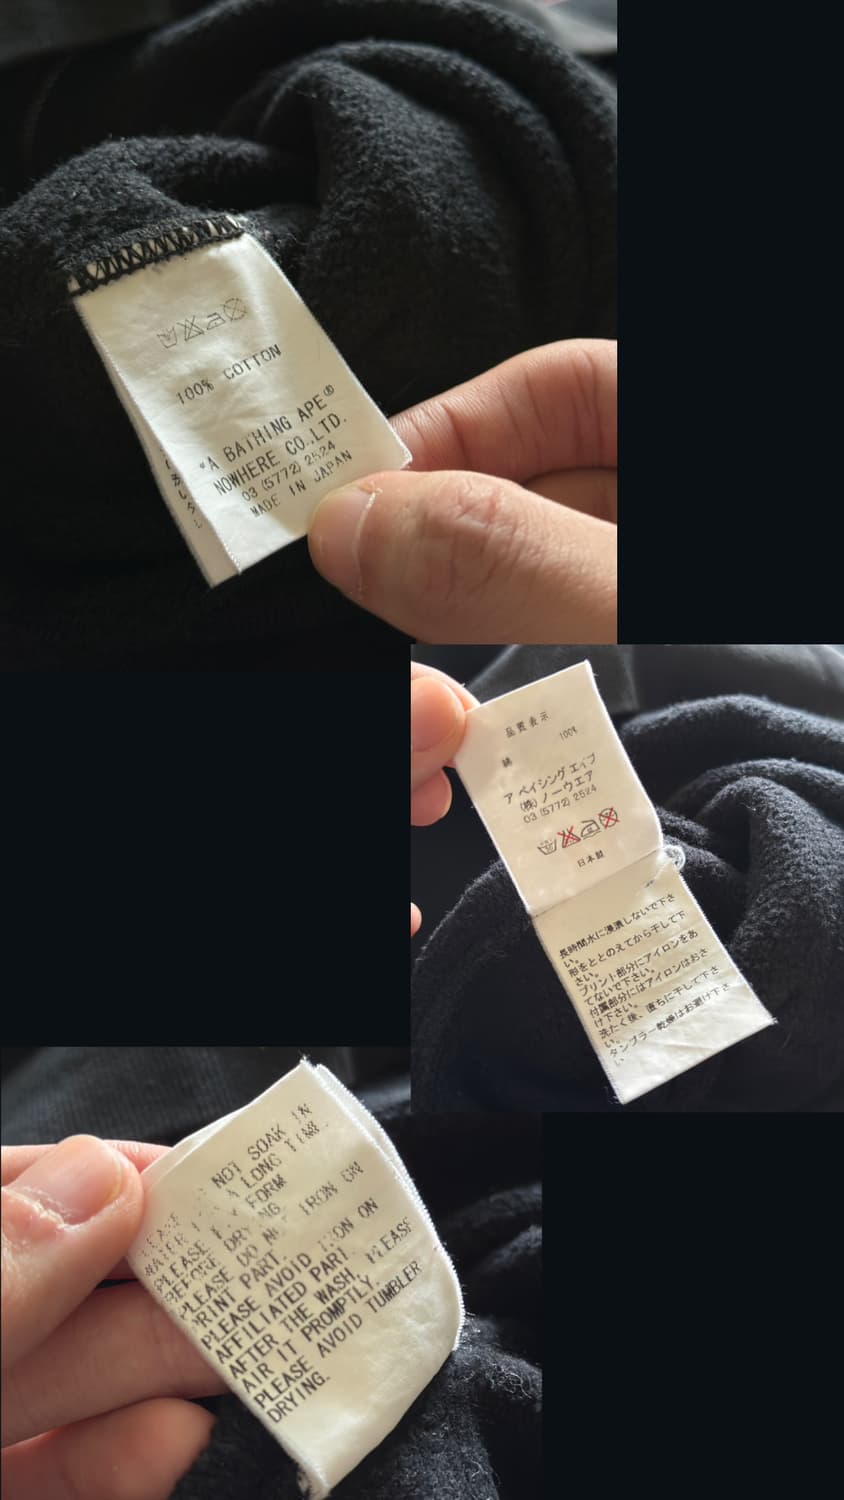 100% COTTON
"A BATHING APE®
NOWHERE CO.,LTD.
03 (5772) 2524
MADE IN JAPAN
品質表示
綿 100%
ア ベイシング エイプ
(株) ノーウエア
03 (5772) 2524
日本製
長時間水に浸漬しないで下さ
い。
形をととのえてから干して下
さい。
プリント部分にアイロンをあ
てないで下さい。
付属部分にはアイロンはおさ
け下さい。
洗たく後、直ちに干して下さ
い。
タンブラー乾燥はお避け下さ
い
NOT SOAK IN
WATER A LONG TIME.
PLEASE FORM
BEFORE DRYING
PLEASE DO NOT IRON ON
PRINT PART.
PLEASE AVOID IRON ON
AFFILIATED PART.
AFTER THE WASH, PLEASE
AIR IT PROMPTLY.
PLEASE AVOID TUMBLER
DRYING.